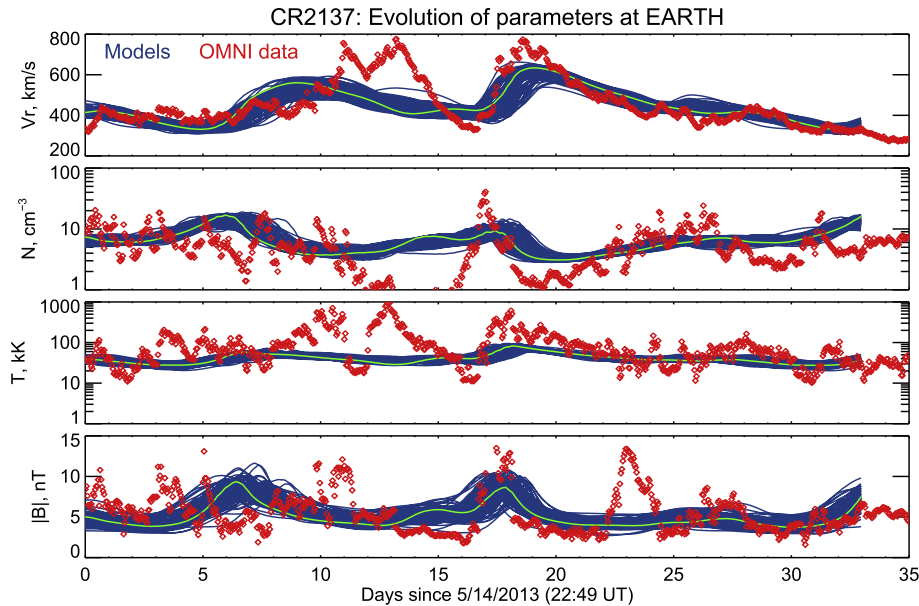 CR2137: Evolution of parameters at EARTH
Models OMNI data
Vr, km/s
800
600
400
200
N, cm⁻³
100
10
1
T, kK
1000
100
10
1
|B|, nT
15
10
5
0
0 5 10 15 20 25 30 35
Days since 5/14/2013 (22:49 UT)